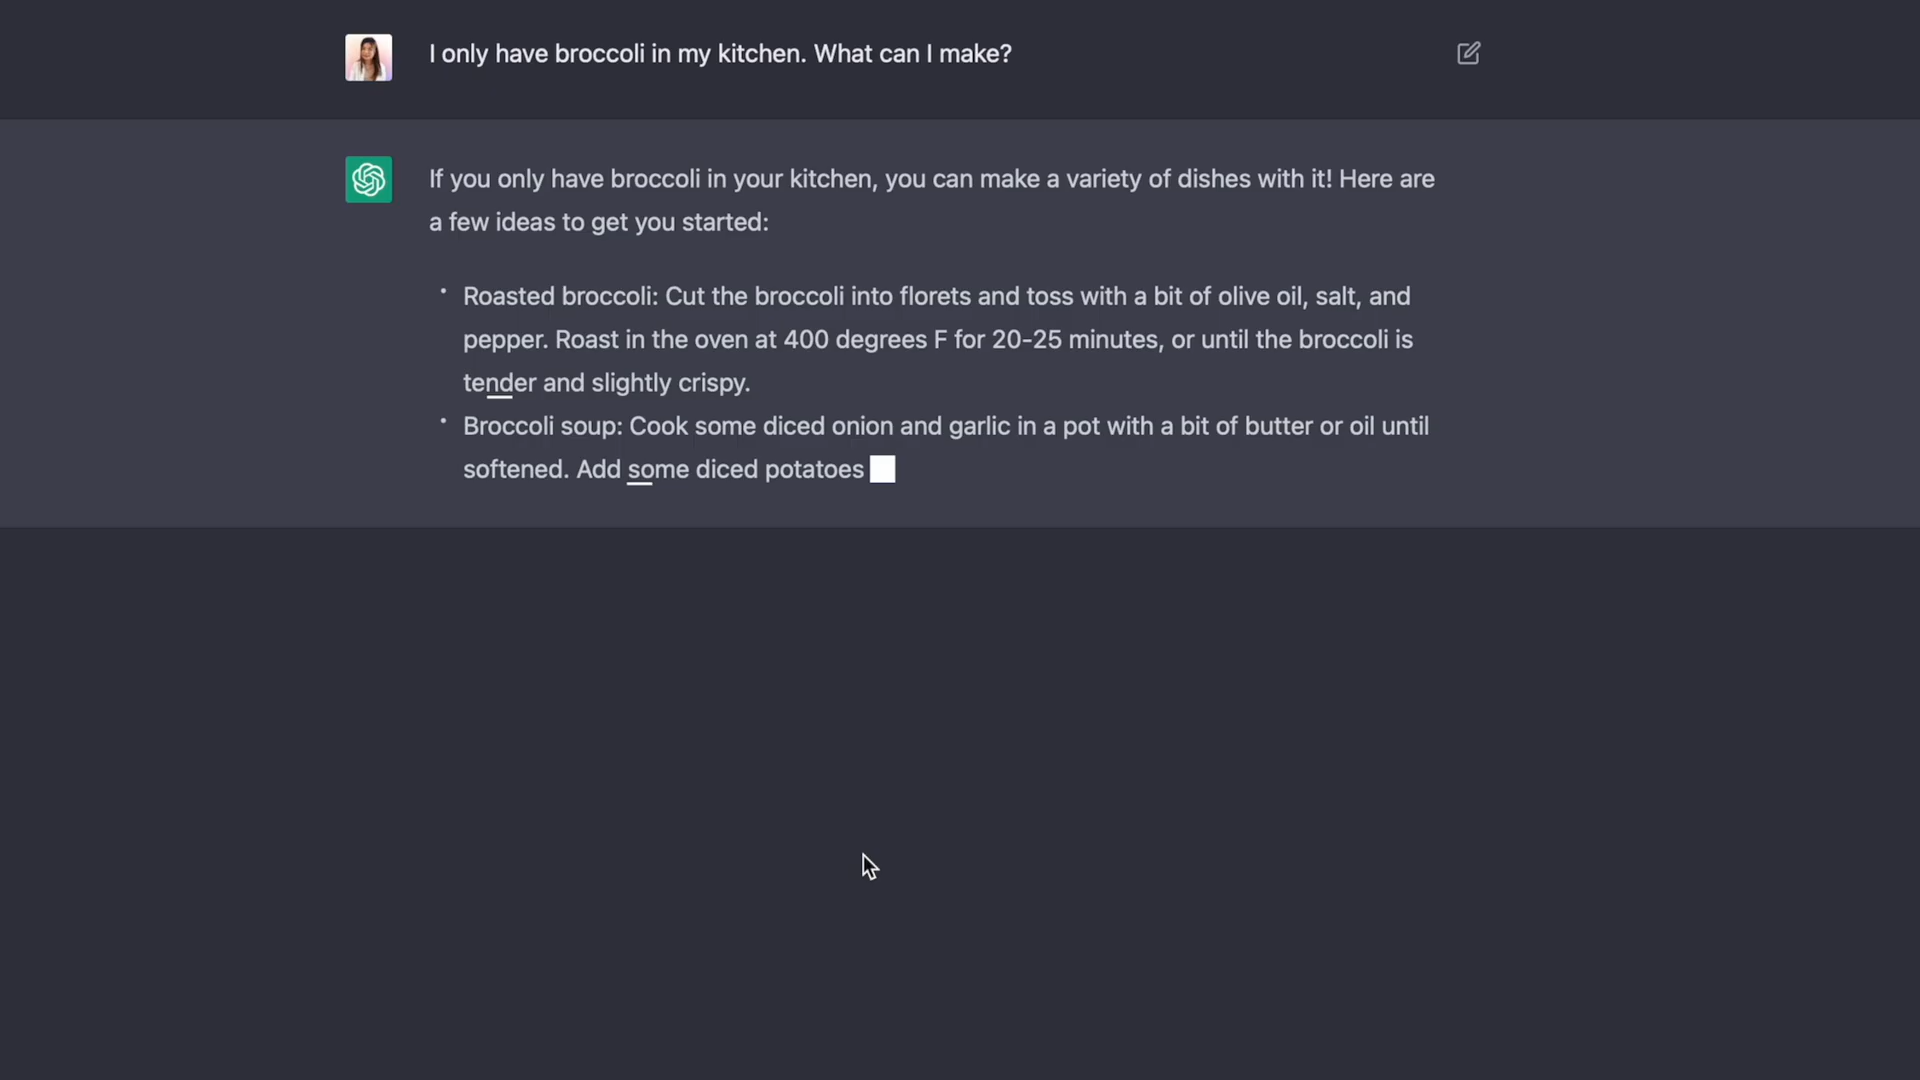 I only have broccoli in my kitchen. What can I make?
If you only have broccoli in your kitchen, you can make a variety of dishes with it! Here are
a few ideas to get you started:
• Roasted broccoli: Cut the broccoli into florets and toss with a bit of olive oil, salt, and
pepper. Roast in the oven at 400 degrees F for 20-25 minutes, or until the broccoli is
tender and slightly crispy.
• Broccoli soup: Cook some diced onion and garlic in a pot with a bit of butter or oil until
softened. Add some diced potatoes